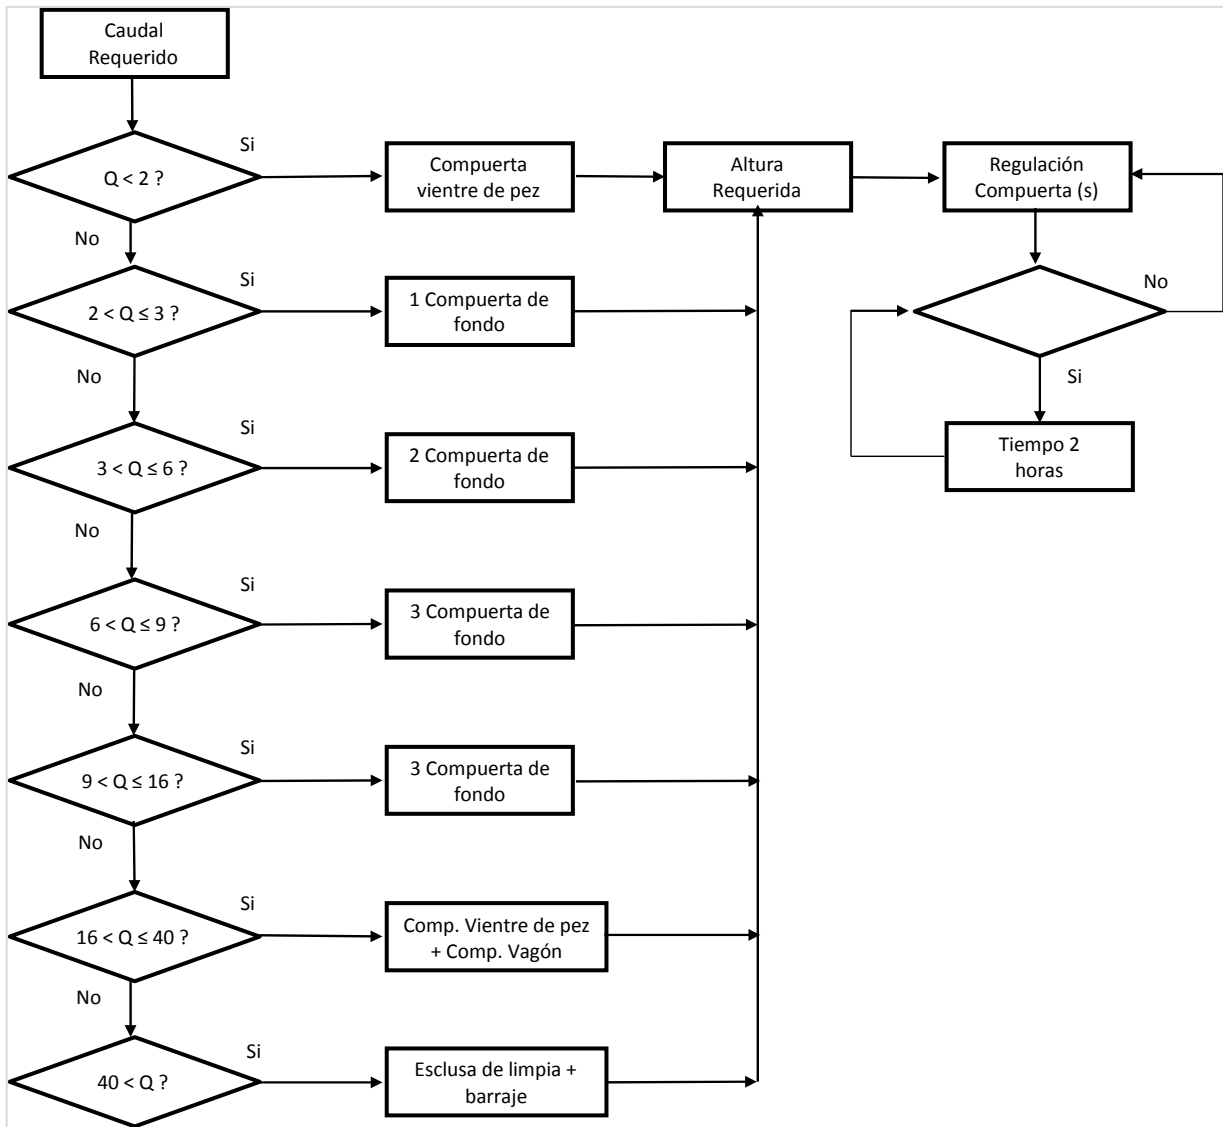 Caudal
Requerido
Q < 2 ?
Si
Compuerta
vientre de pez
Altura
Requerida
Regulación
Compuerta (s)
No
2 < Q ≤ 3 ?
Si
1 Compuerta de
fondo
No
Si
Tiempo 2
horas
No
3 < Q ≤ 6 ?
Si
2 Compuerta de
fondo
No
6 < Q ≤ 9 ?
Si
3 Compuerta de
fondo
No
9 < Q ≤ 16 ?
Si
3 Compuerta de
fondo
No
16 < Q ≤ 40 ?
Si
Comp. Vientre de pez
+ Comp. Vagón
No
40 < Q ?
Si
Esclusa de limpia +
barraje